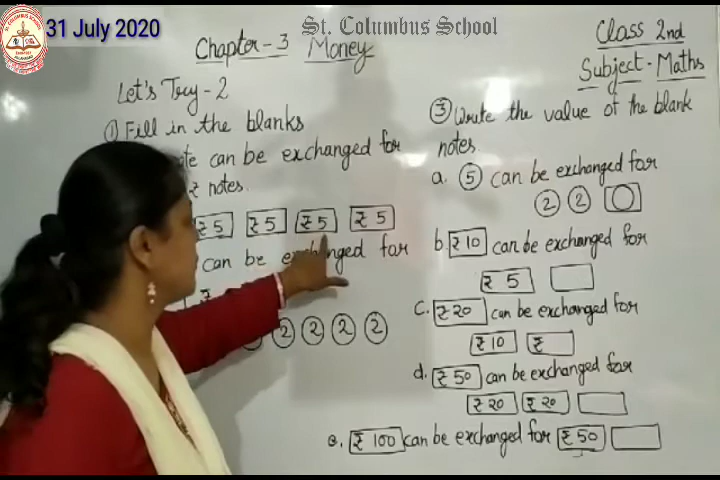 31 July 2020
St. Columbus School
Class 2nd
Subject - Maths
Chapter - 3 Money
Let's Try - 2
① Fill in the blanks
can be exchanged for
notes.
₹5 ₹5 ₹5 ₹5
can be exchanged for
₹
2 2 2 2
③ Write the value of the blank
notes.
a. 5 can be exchanged for
2 2
b. ₹10 can be exchanged for
₹ 5
c. ₹20 can be exchanged for
₹10 ₹
d. ₹50 can be exchanged for
₹20 ₹20
e. ₹100 can be exchanged for ₹50